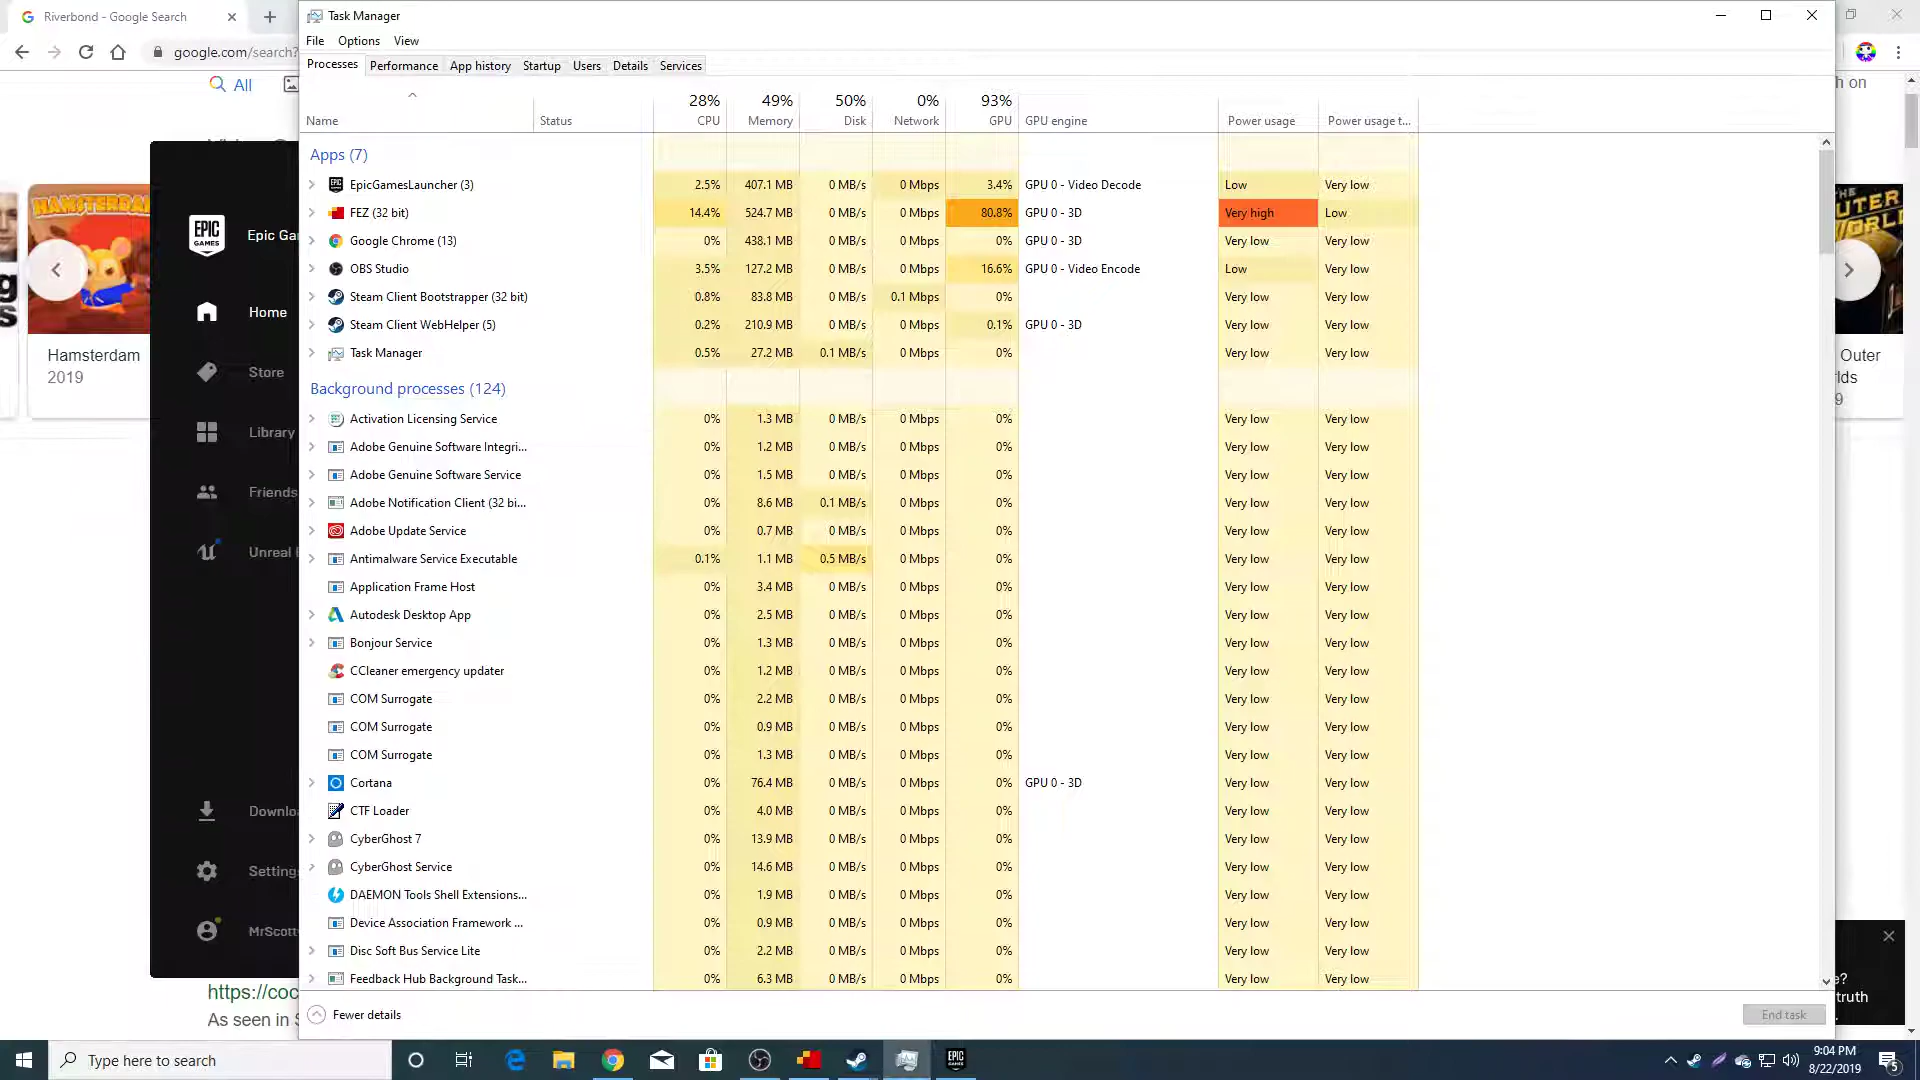 Riverbond - Google Search
google.com/search?
All
Hamsterdam
2019
EPIC
GAMES
Home
Store
Library
Friends
Settings
https://coc
As seen in
Task Manager
File Options View
Processes Performance App history Startup Users Details Services
28% 49% 50% 0% 93%
Name Status CPU Memory Disk Network GPU GPU engine Power usage Power usage t...
Apps (7)
EpicGamesLauncher (3) 2.5% 407.1 MB 0 MB/s 0 Mbps 3.4% GPU 0 - Video Decode Low Very low
FEZ (32 bit) 14.4% 524.7 MB 0 MB/s 0 Mbps 80.8% GPU 0 - 3D Very high Low
Google Chrome (13) 0% 438.1 MB 0 MB/s 0 Mbps 0% GPU 0 - 3D Very low Very low
OBS Studio 3.5% 127.2 MB 0 MB/s 0 Mbps 16.6% GPU 0 - Video Encode Low Very low
Steam Client Bootstrapper (32 bit) 0.8% 83.8 MB 0 MB/s 0.1 Mbps 0% Very low Very low
Steam Client WebHelper (5) 0.2% 210.9 MB 0 MB/s 0 Mbps 0.1% GPU 0 - 3D Very low Very low
Task Manager 0.5% 27.2 MB 0.1 MB/s 0 Mbps 0% Very low Very low
Background processes (124)
Activation Licensing Service 0% 1.3 MB 0 MB/s 0 Mbps 0% Very low Very low
Adobe Genuine Software Integri... 0% 1.2 MB 0 MB/s 0 Mbps 0% Very low Very low
Adobe Genuine Software Service 0% 1.5 MB 0 MB/s 0 Mbps 0% Very low Very low
Adobe Notification Client (32 bi... 0% 8.6 MB 0.1 MB/s 0 Mbps 0% Very low Very low
Adobe Update Service 0% 0.7 MB 0 MB/s 0 Mbps 0% Very low Very low
Antimalware Service Executable 0.1% 1.1 MB 0.5 MB/s 0 Mbps 0% Very low Very low
Application Frame Host 0% 3.4 MB 0 MB/s 0 Mbps 0% Very low Very low
Autodesk Desktop App 0% 2.5 MB 0 MB/s 0 Mbps 0% Very low Very low
Bonjour Service 0% 1.3 MB 0 MB/s 0 Mbps 0% Very low Very low
CCleaner emergency updater 0% 1.2 MB 0 MB/s 0 Mbps 0% Very low Very low
COM Surrogate 0% 2.2 MB 0 MB/s 0 Mbps 0% Very low Very low
COM Surrogate 0% 0.9 MB 0 MB/s 0 Mbps 0% Very low Very low
COM Surrogate 0% 1.3 MB 0 MB/s 0 Mbps 0% Very low Very low
Cortana 0% 76.4 MB 0 MB/s 0 Mbps 0% GPU 0 - 3D Very low Very low
CTF Loader 0% 4.0 MB 0 MB/s 0 Mbps 0% Very low Very low
CyberGhost 7 0% 13.9 MB 0 MB/s 0 Mbps 0% Very low Very low
CyberGhost Service 0% 14.6 MB 0 MB/s 0 Mbps 0% Very low Very low
DAEMON Tools Shell Extensions... 0% 1.9 MB 0 MB/s 0 Mbps 0% Very low Very low
Device Association Framework ... 0% 0.9 MB 0 MB/s 0 Mbps 0% Very low Very low
Disc Soft Bus Service Lite 0% 2.2 MB 0 MB/s 0 Mbps 0% Very low Very low
Feedback Hub Background Task... 0% 6.3 MB 0 MB/s 0 Mbps 0% Very low Very low
Fewer details End task
h on
Outer
lds
9
e?
truth
Type here to search
9:04 PM
8/22/2019
5